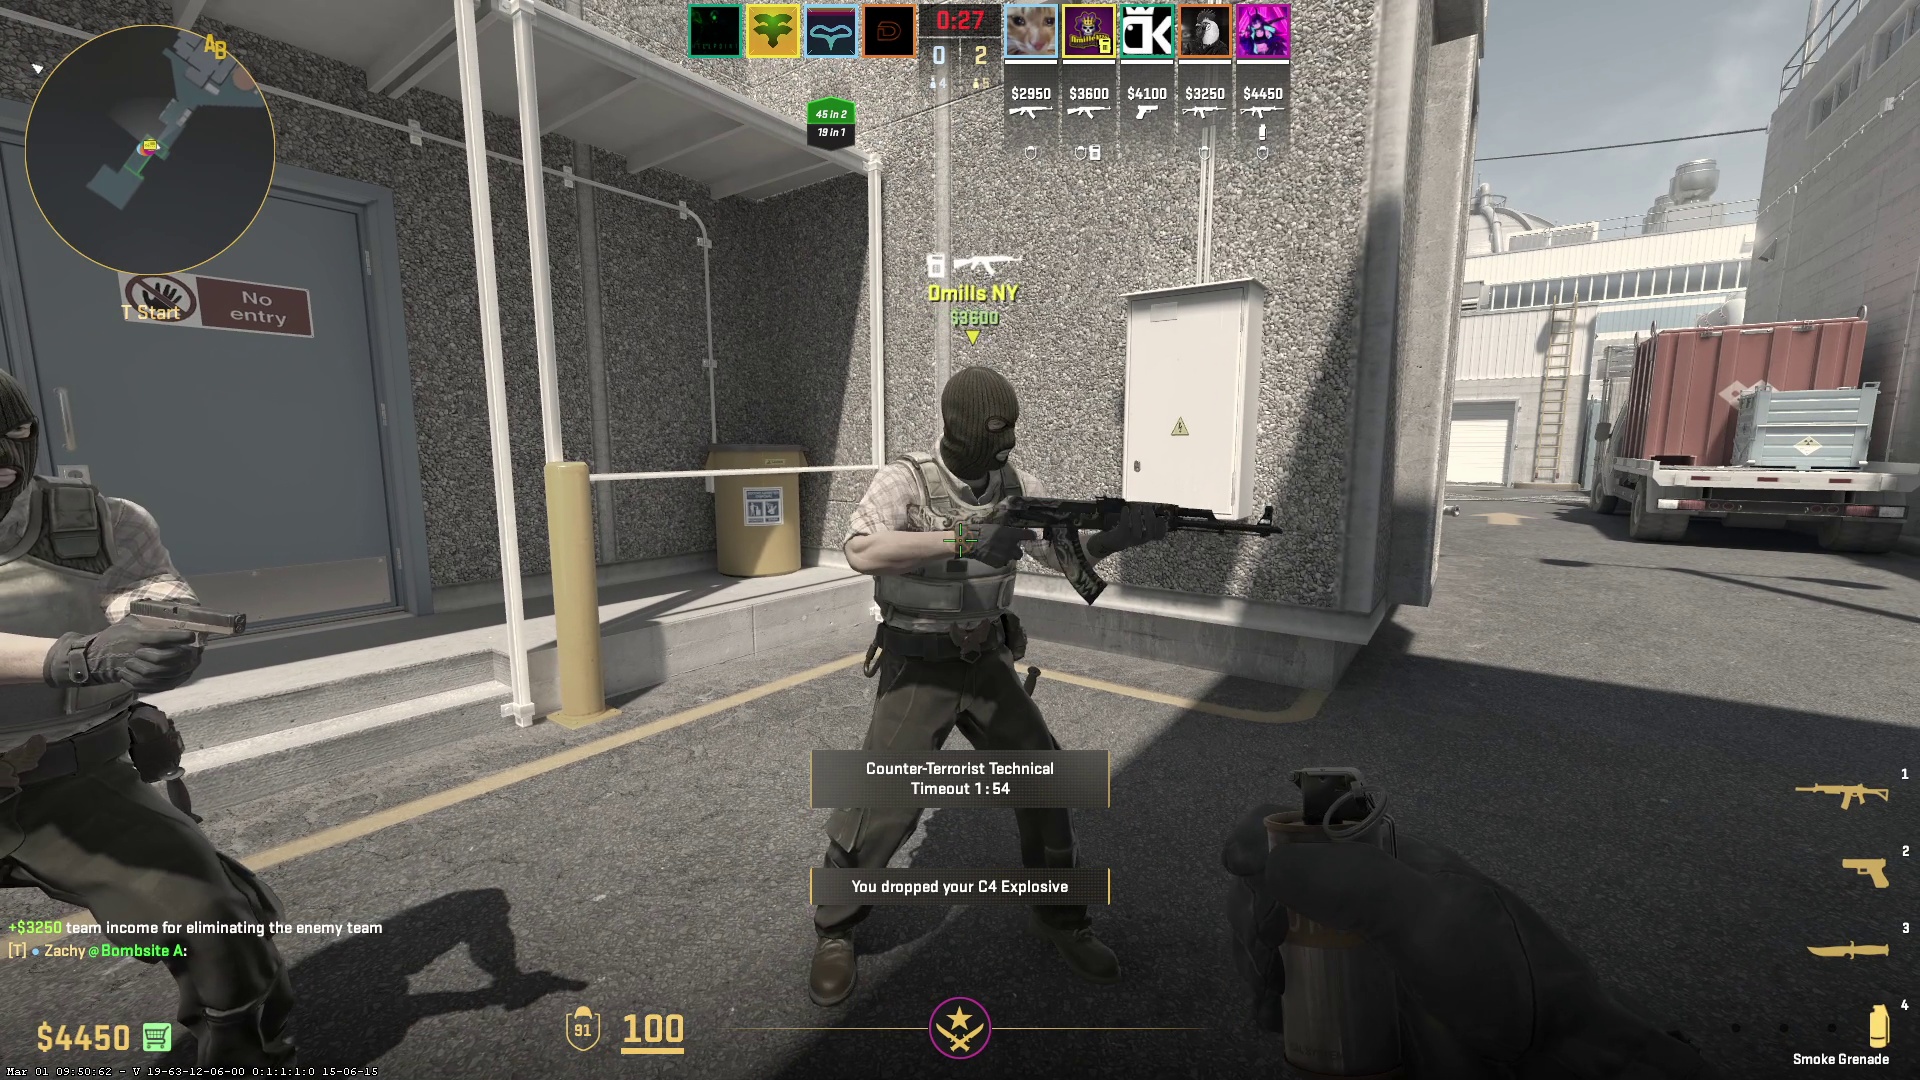 AB
0:27
0 2
4 5
45 in 2
19 in 1
$2950 $3600 $4100 $3250 $4450
No
entry
T Start
Dmills NY
$3600
Counter-Terrorist Technical
Timeout 1:54
You dropped your C4 Explosive
+$3250 team income for eliminating the enemy team
[T] Zachy @Bombsite A:
$4450
91
100
1
2
3
4
Smoke Grenade
Mar 01 09:50:62 - V 19-63-12-06-00 0:1:1:1:0 15-06-15